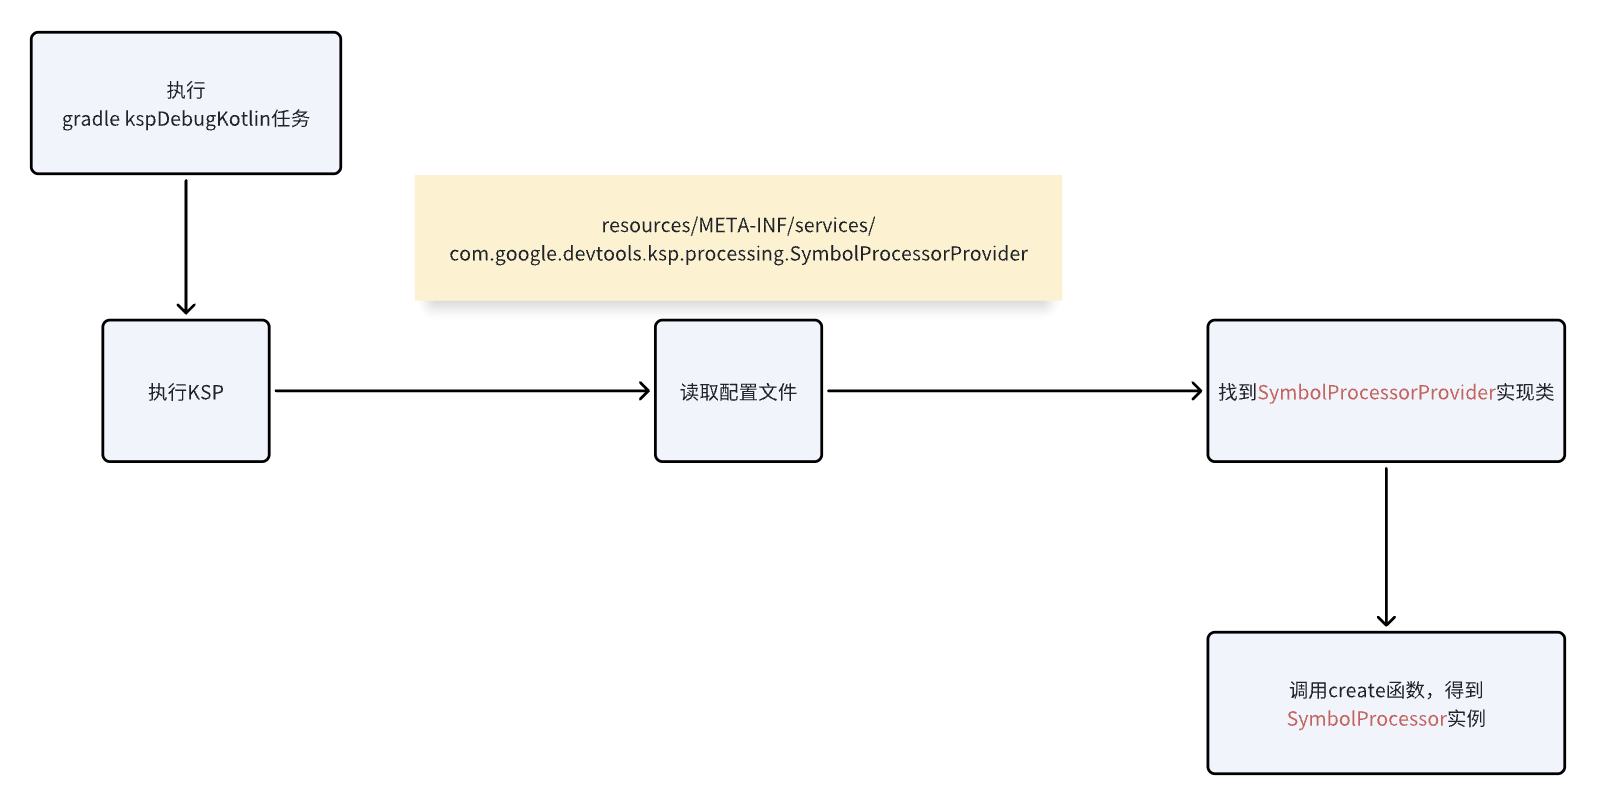 执行
gradle kspDebugKotlin任务
resources/META-INF/services/
com.google.devtools.ksp.processing.SymbolProcessorProvider
执行KSP
读取配置文件
找到SymbolProcessorProvider实现类
调用create函数，得到
SymbolProcessor实例